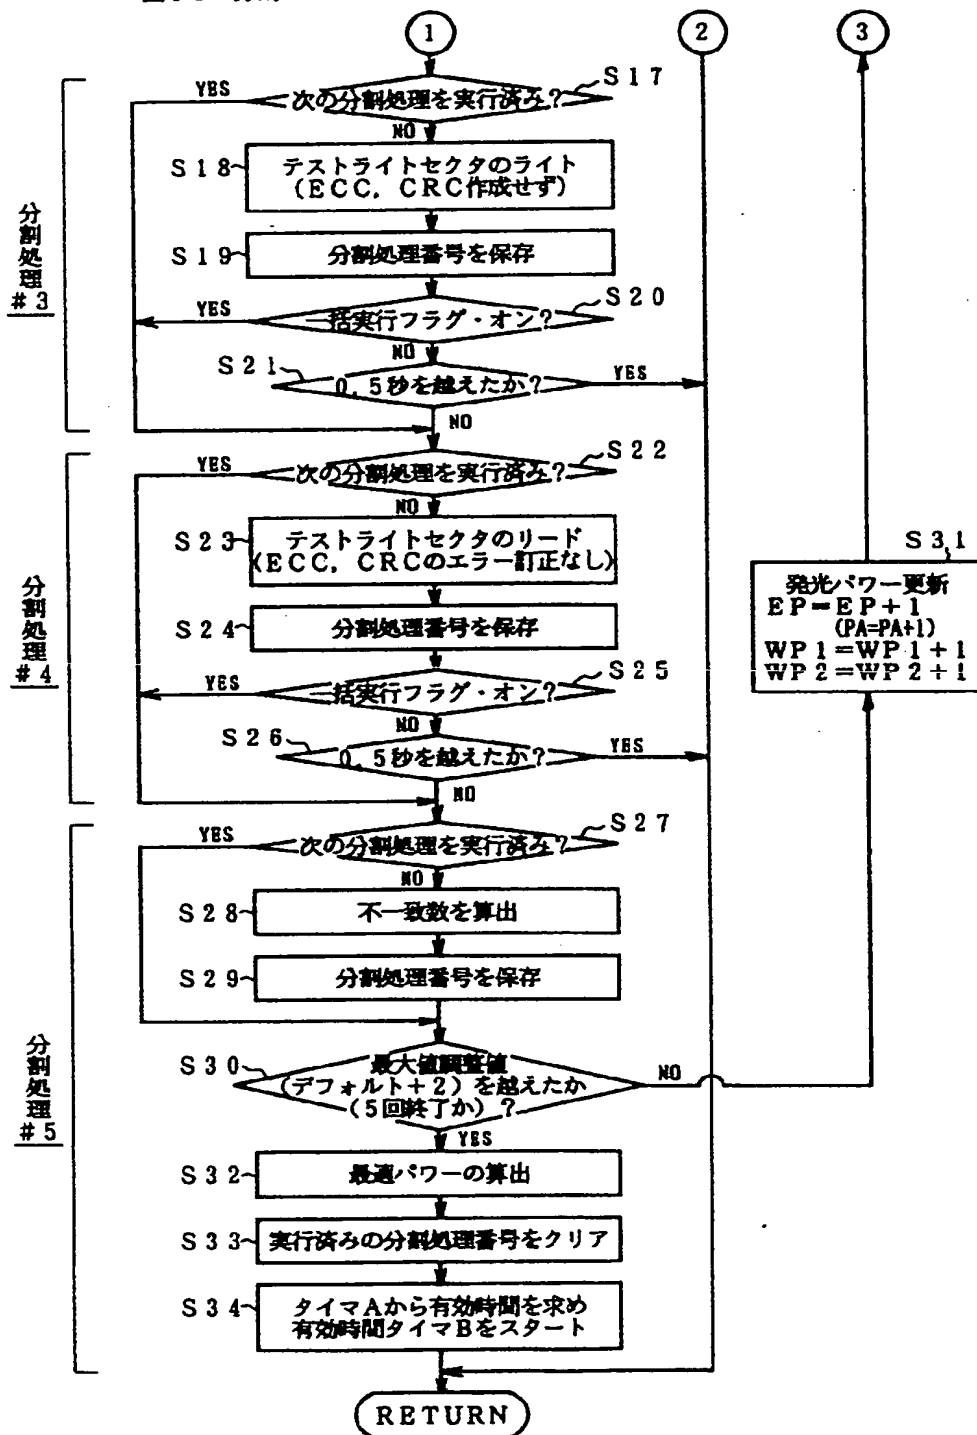 1
2
3
S17
YES
次の分割処理を実行済み?
NO
S18
テストライトセクタのライト
(ECC, CRC作成せず)
S19
分割処理番号を保存
S20
YES
一括実行フラグ・オン?
NO
S21
0.5秒を越えたか?
YES
NO
分割処理
#3
S22
YES
次の分割処理を実行済み?
NO
S23
テストライトセクタのリード
(ECC, CRCのエラー訂正なし)
S24
分割処理番号を保存
S25
YES
一括実行フラグ・オン?
NO
S26
0.5秒を越えたか?
YES
NO
分割処理
#4
S31
発光パワー更新
EP=EP+1
(PA=PA+1)
WP1=WP1+1
WP2=WP2+1
S27
YES
次の分割処理を実行済み?
NO
S28
不一致数を算出
S29
分割処理番号を保存
S30
最大値調整値
(デフォルト+2)を越えたか
(5回終了か)?
NO
YES
S32
最適パワーの算出
S33
実行済みの分割処理番号をクリア
S34
タイマAから有効時間を求め
有効時間タイマBをスタート
分割処理
#5
RETURN